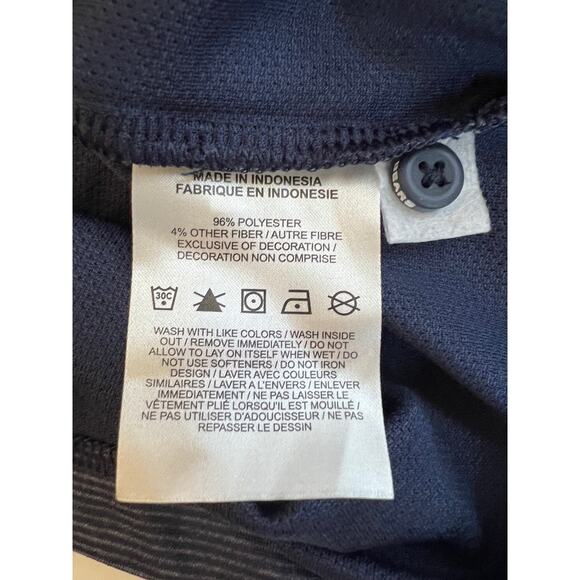 MADE IN INDONESIA
FABRIQUE EN INDONESIE
96% POLYESTER
4% OTHER FIBER / AUTRE FIBRE
EXCLUSIVE OF DECORATION /
DECORATION NON COMPRISE
30C
WASH WITH LIKE COLORS / WASH INSIDE
OUT / REMOVE IMMEDIATELY / DO NOT
ALLOW TO LAY ON ITSELF WHEN WET / DO
NOT USE SOFTENERS / DO NOT IRON
DESIGN / LAVER AVEC COULEURS
SIMILAIRES / LAVER A L'ENVERS / ENLEVER
IMMEDIATEMENT / NE PAS LAISSER LE
VÊTEMENT PLIÉ LORSQU'IL EST MOUILLÉ /
NE PAS UTILISER D'ADOUCISSEUR / NE PAS
REPASSER LE DESSIN
BEARS